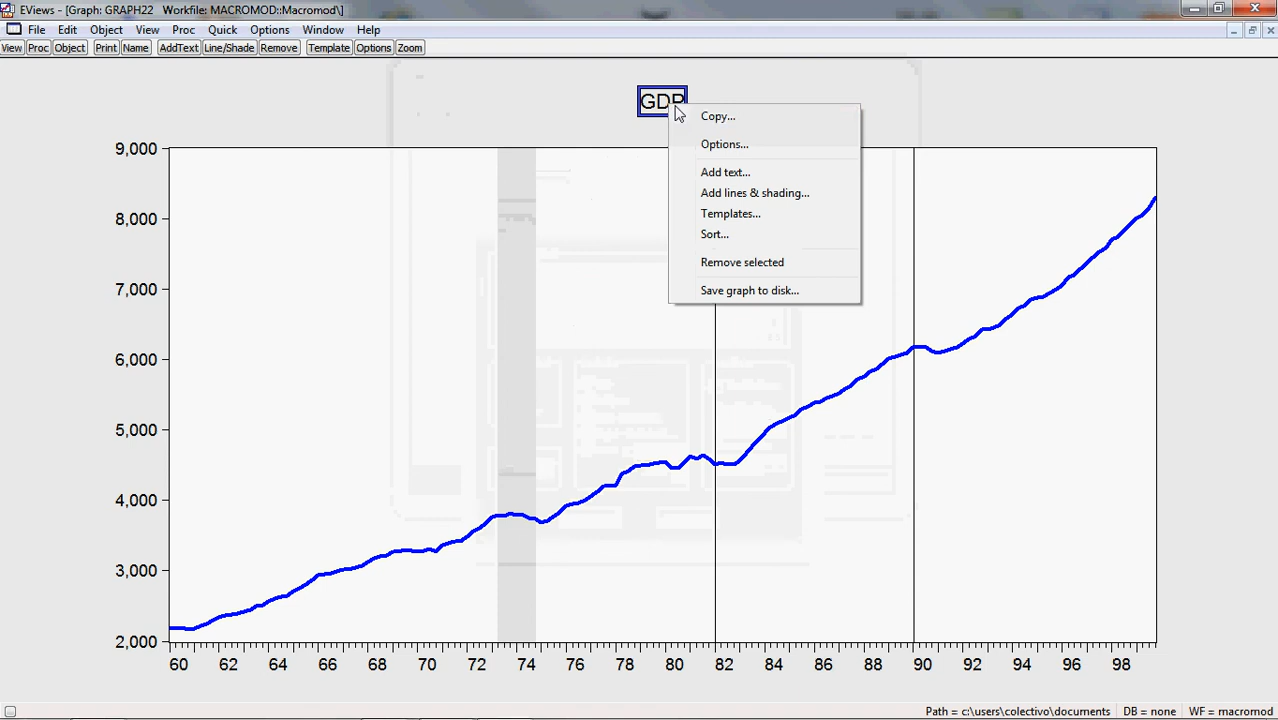 EViews - [Graph: GRAPH22   Workfile: MACROMOD::Macromod\]
File Edit Object View Proc Quick Options Window Help
View Proc Object Print Name AddText Line/Shade Remove Template Options Zoom
GDP
Copy...
Options...
Add text...
Add lines & shading...
Templates...
Sort...
Remove selected
Save graph to disk...
9,000
8,000
7,000
6,000
5,000
4,000
3,000
2,000
60 62 64 66 68 70 72 74 76 78 80 82 84 86 88 90 92 94 96 98
Path = c:\users\colectivo\documents DB = none WF = macromod